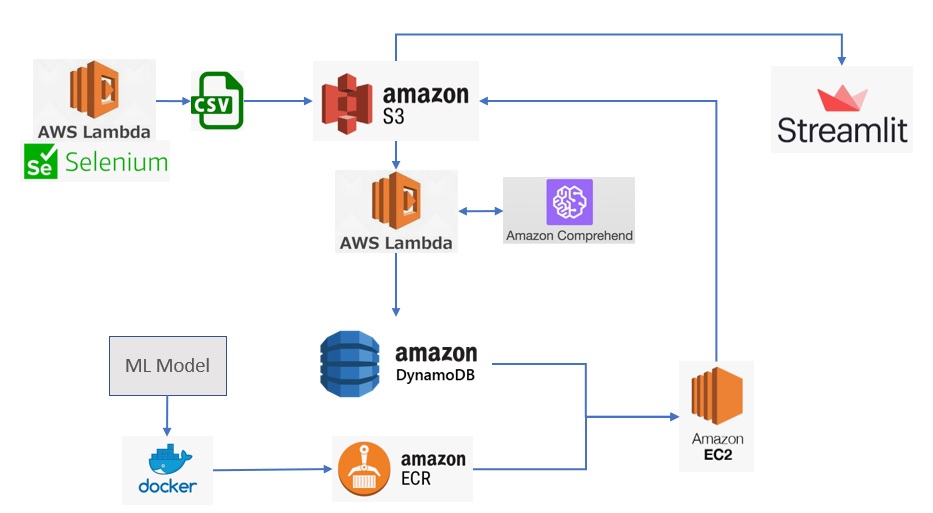 AWS Lambda
Se Selenium
CSV
amazon
S3
Streamlit
AWS Lambda
Amazon Comprehend
ML Model
amazon
DynamoDB
docker
amazon
ECR
Amazon
EC2